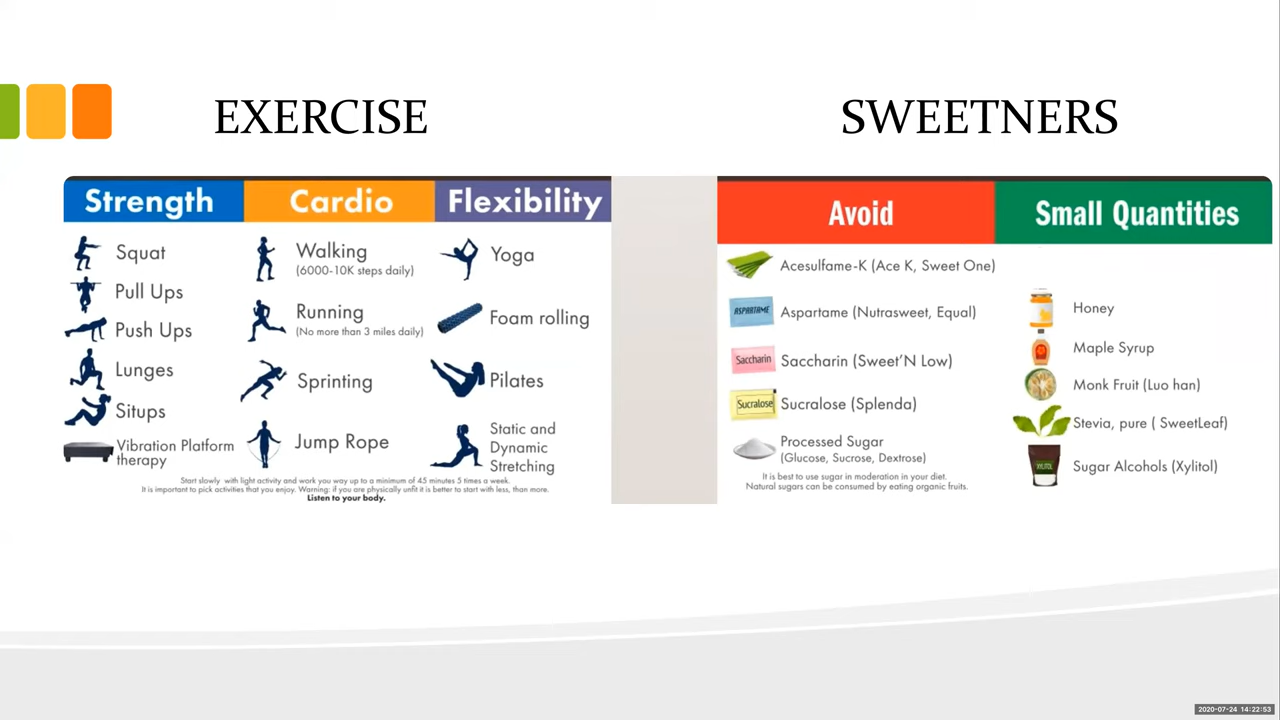 EXERCISE
SWEETNERS
Strength
Cardio
Flexibility
Squat
Pull Ups
Push Ups
Lunges
Situps
Vibration Platform
therapy
Walking
(6000-10K steps daily)
Running
(No more than 3 miles daily)
Sprinting
Jump Rope
Yoga
Foam rolling
Pilates
Static and
Dynamic
Stretching
Start slowly with light activity and work you way up to a minimum of 45 minutes 5 times a week.
It is important to pick activities that you enjoy. Warning: if you are physically unfit it is better to start with less, than more.
Listen to your body.
Avoid
Small Quantities
Acesulfame-K (Ace K, Sweet One)
ASPARTAME
Aspartame (Nutrasweet, Equal)
Saccharin
Saccharin (Sweet'N Low)
Sucralose
Sucralose (Splenda)
Processed Sugar
(Glucose, Sucrose, Dextrose)
It is best to use sugar in moderation in your diet.
Natural sugars can be consumed by eating organic fruits.
Honey
Maple Syrup
Monk Fruit (Luo han)
Stevia, pure ( SweetLeaf)
XYLITOL
Sugar Alcohols (Xylitol)
2020-07-24 14:22:53